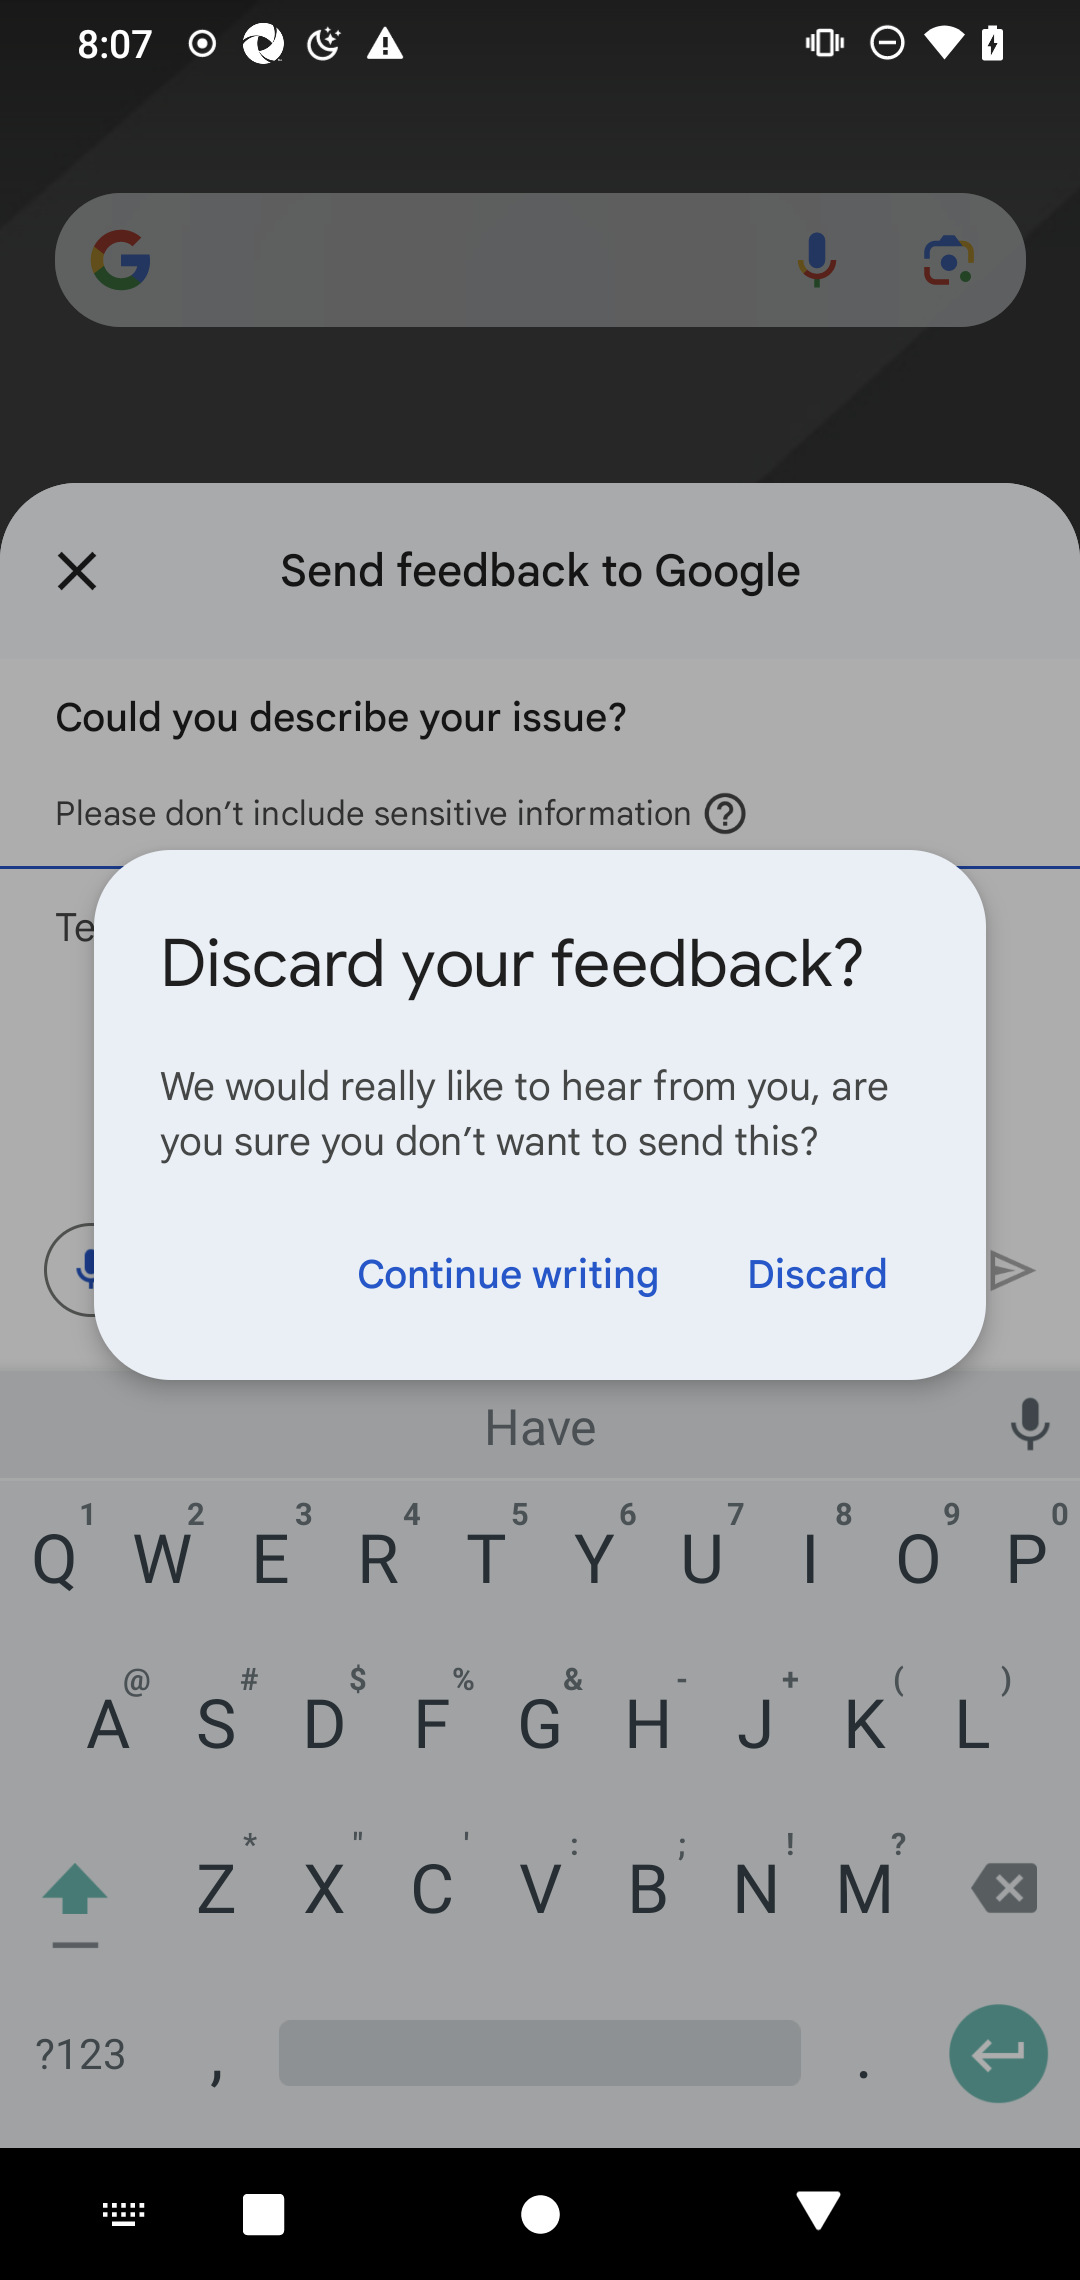 8:07
Send feedback to Google
Could you describe your issue?
Please don't include sensitive information
Te
Discard your feedback?
We would really like to hear from you, are
you sure you don't want to send this?
Continue writing Discard
Have
1 2 3 4 5 6 7 8 9 0
Q W E R T Y U I O P
@ # $ % & - + ( )
A S D F G H J K L
* " ' : ; ! ?
Z X C V B N M
?123 , .